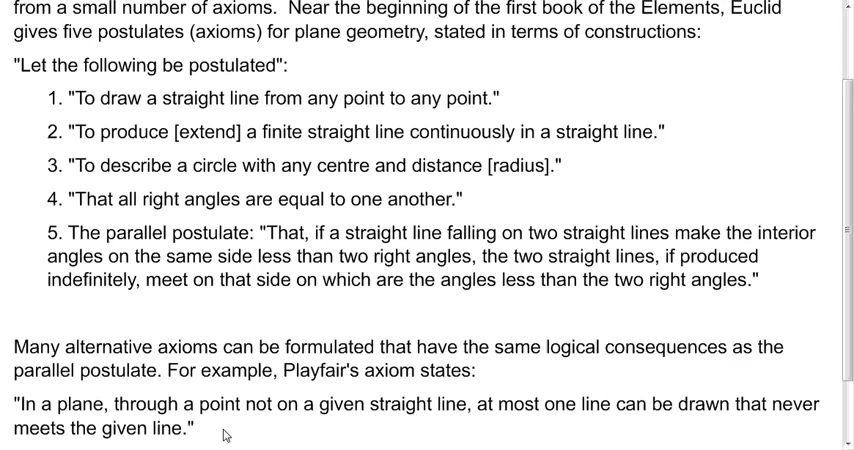 from a small number of axioms.  Near the beginning of the first book of the Elements, Euclid
gives five postulates (axioms) for plane geometry, stated in terms of constructions:
"Let the following be postulated":
1. "To draw a straight line from any point to any point."
2. "To produce [extend] a finite straight line continuously in a straight line."
3. "To describe a circle with any centre and distance [radius]."
4. "That all right angles are equal to one another."
5. The parallel postulate: "That, if a straight line falling on two straight lines make the interior
angles on the same side less than two right angles, the two straight lines, if produced
indefinitely, meet on that side on which are the angles less than the two right angles."
Many alternative axioms can be formulated that have the same logical consequences as the
parallel postulate. For example, Playfair's axiom states:
"In a plane, through a point not on a given straight line, at most one line can be drawn that never
meets the given line."